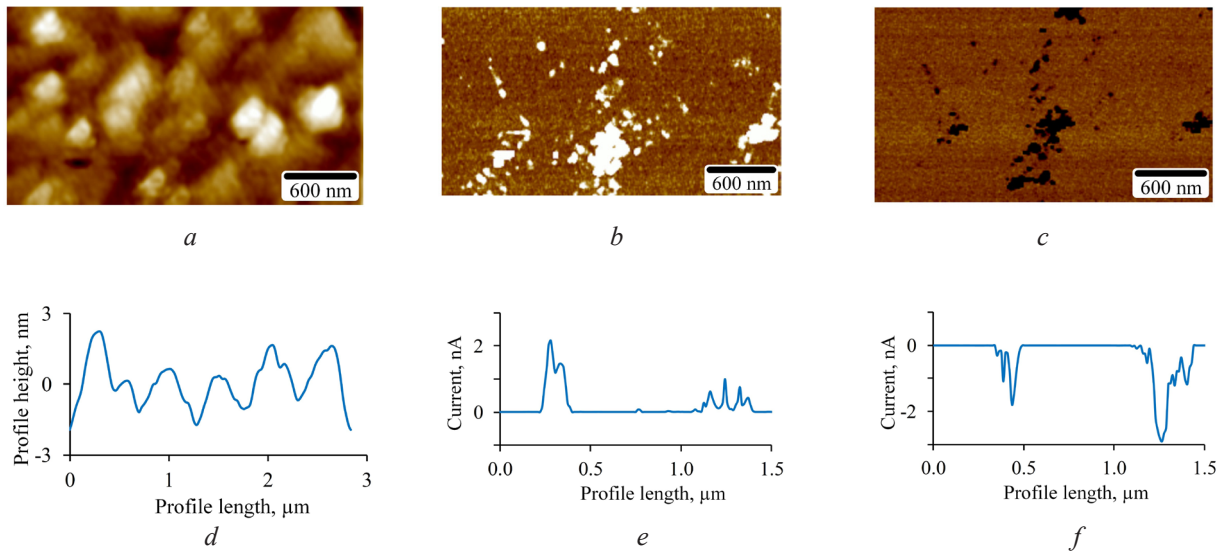 600 nm
600 nm
600 nm
a
b
c
Profile height, nm
3
0
-3
0
1
2
3
Profile length, µm
d
Current, nA
2
0
0.0
0.5
1.0
1.5
Profile length, µm
e
Current, nA
0
-2
0.0
0.5
1.0
1.5
Profile length, µm
f